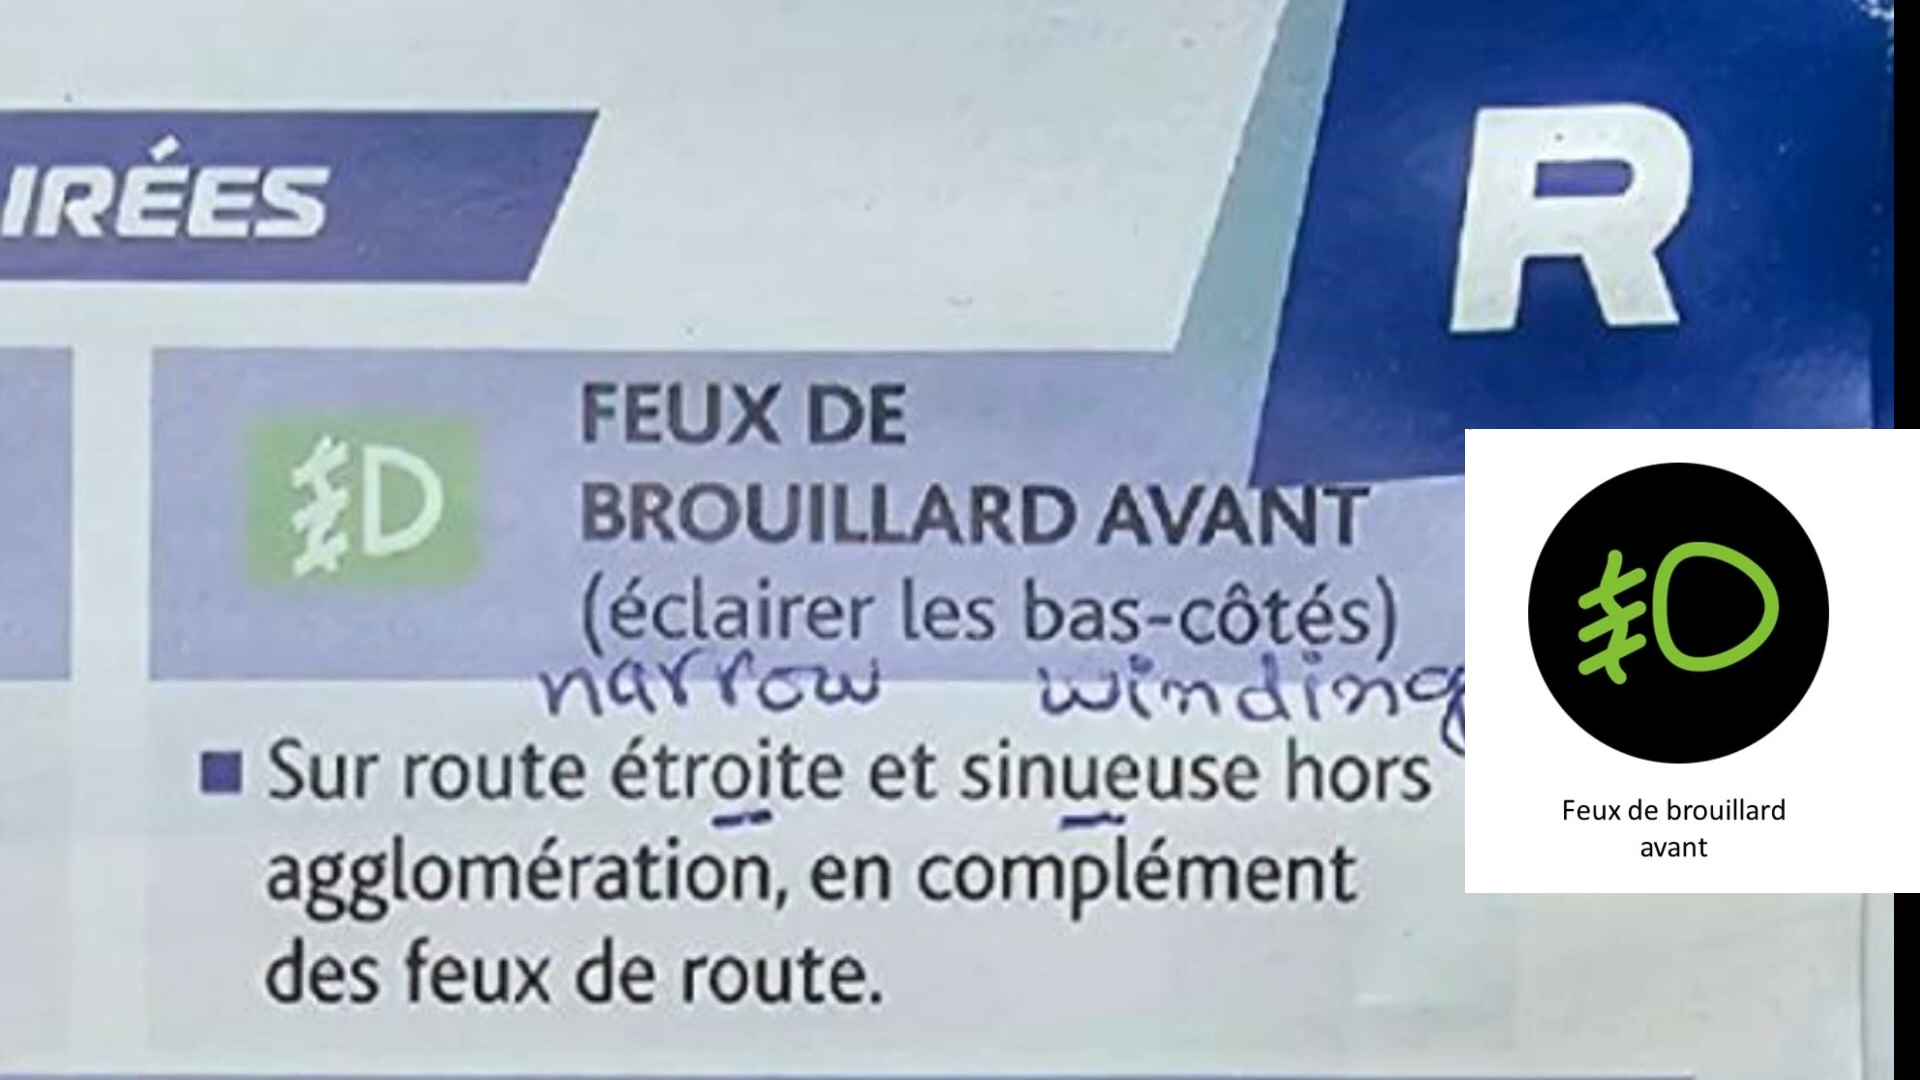 IRÉES
R
FEUX DE
BROUILLARD AVANT
(éclairer les bas-côtés)
narrow winding
Sur route étroite et sinueuse hors
agglomération, en complément
des feux de route.
Feux de brouillard
avant